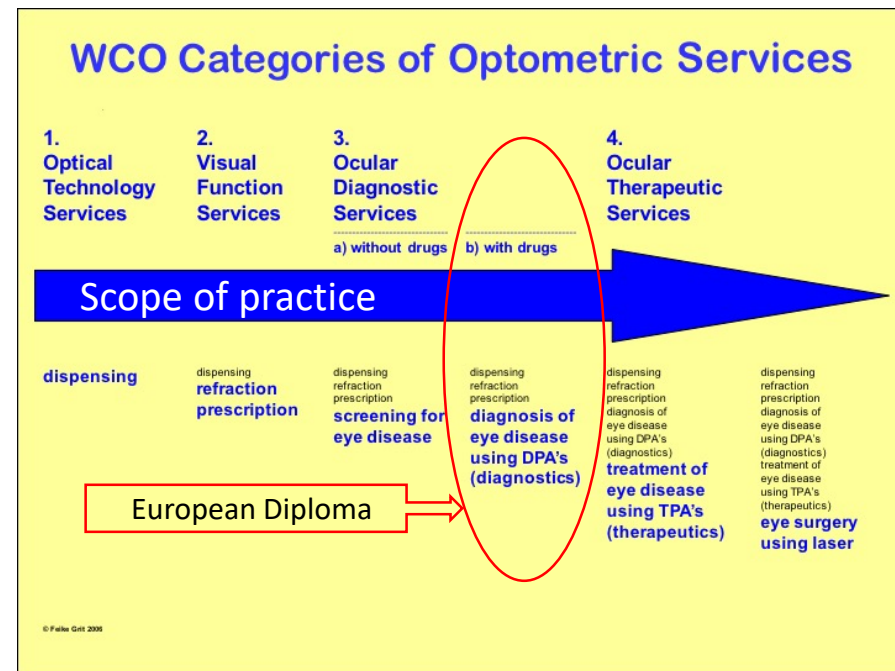 WCO Categories of Optometric Services
1.
Optical
Technology
Services
2.
Visual
Function
Services
3.
Ocular
Diagnostic
Services
a) without drugs
b) with drugs
4.
Ocular
Therapeutic
Services
Scope of practice
dispensing
dispensing
refraction
prescription
dispensing
refraction
prescription
screening for
eye disease
dispensing
refraction
prescription
diagnosis of
eye disease
using DPA's
(diagnostics)
dispensing
refraction
prescription
diagnosis of
eye disease
using DPA's
(diagnostics)
treatment of
eye disease
using TPA's
(therapeutics)
dispensing
refraction
prescription
diagnosis of
eye disease
using DPA's
(diagnostics)
treatment of
eye disease
using TPA's
(therapeutics)
eye surgery
using laser
European Diploma
© Feike Grit 2006